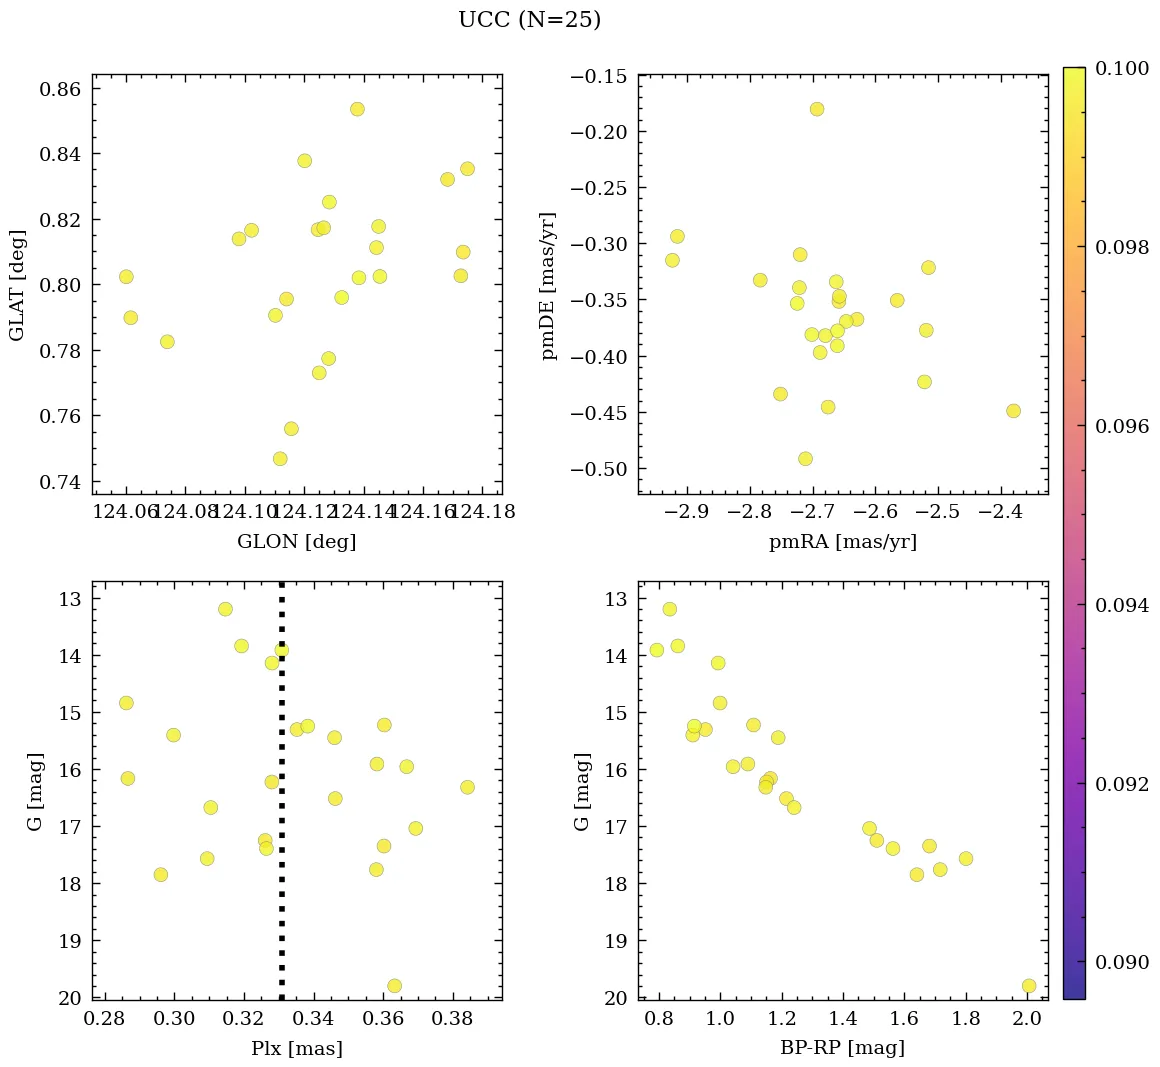 UCC (N=25)
0.86
0.84
0.82
0.80
0.78
0.76
0.74
GLAT [deg]
124.06 124.08 124.10 124.12 124.14 124.16 124.18
GLON [deg]
−0.15
−0.20
−0.25
−0.30
−0.35
−0.40
−0.45
−0.50
pmDE [mas/yr]
−2.9 −2.8 −2.7 −2.6 −2.5 −2.4
pmRA [mas/yr]
13
14
15
16
17
18
19
20
G [mag]
0.28 0.30 0.32 0.34 0.36 0.38
Plx [mas]
13
14
15
16
17
18
19
20
G [mag]
0.8 1.0 1.2 1.4 1.6 1.8 2.0
BP-RP [mag]
0.100
0.098
0.096
0.094
0.092
0.090